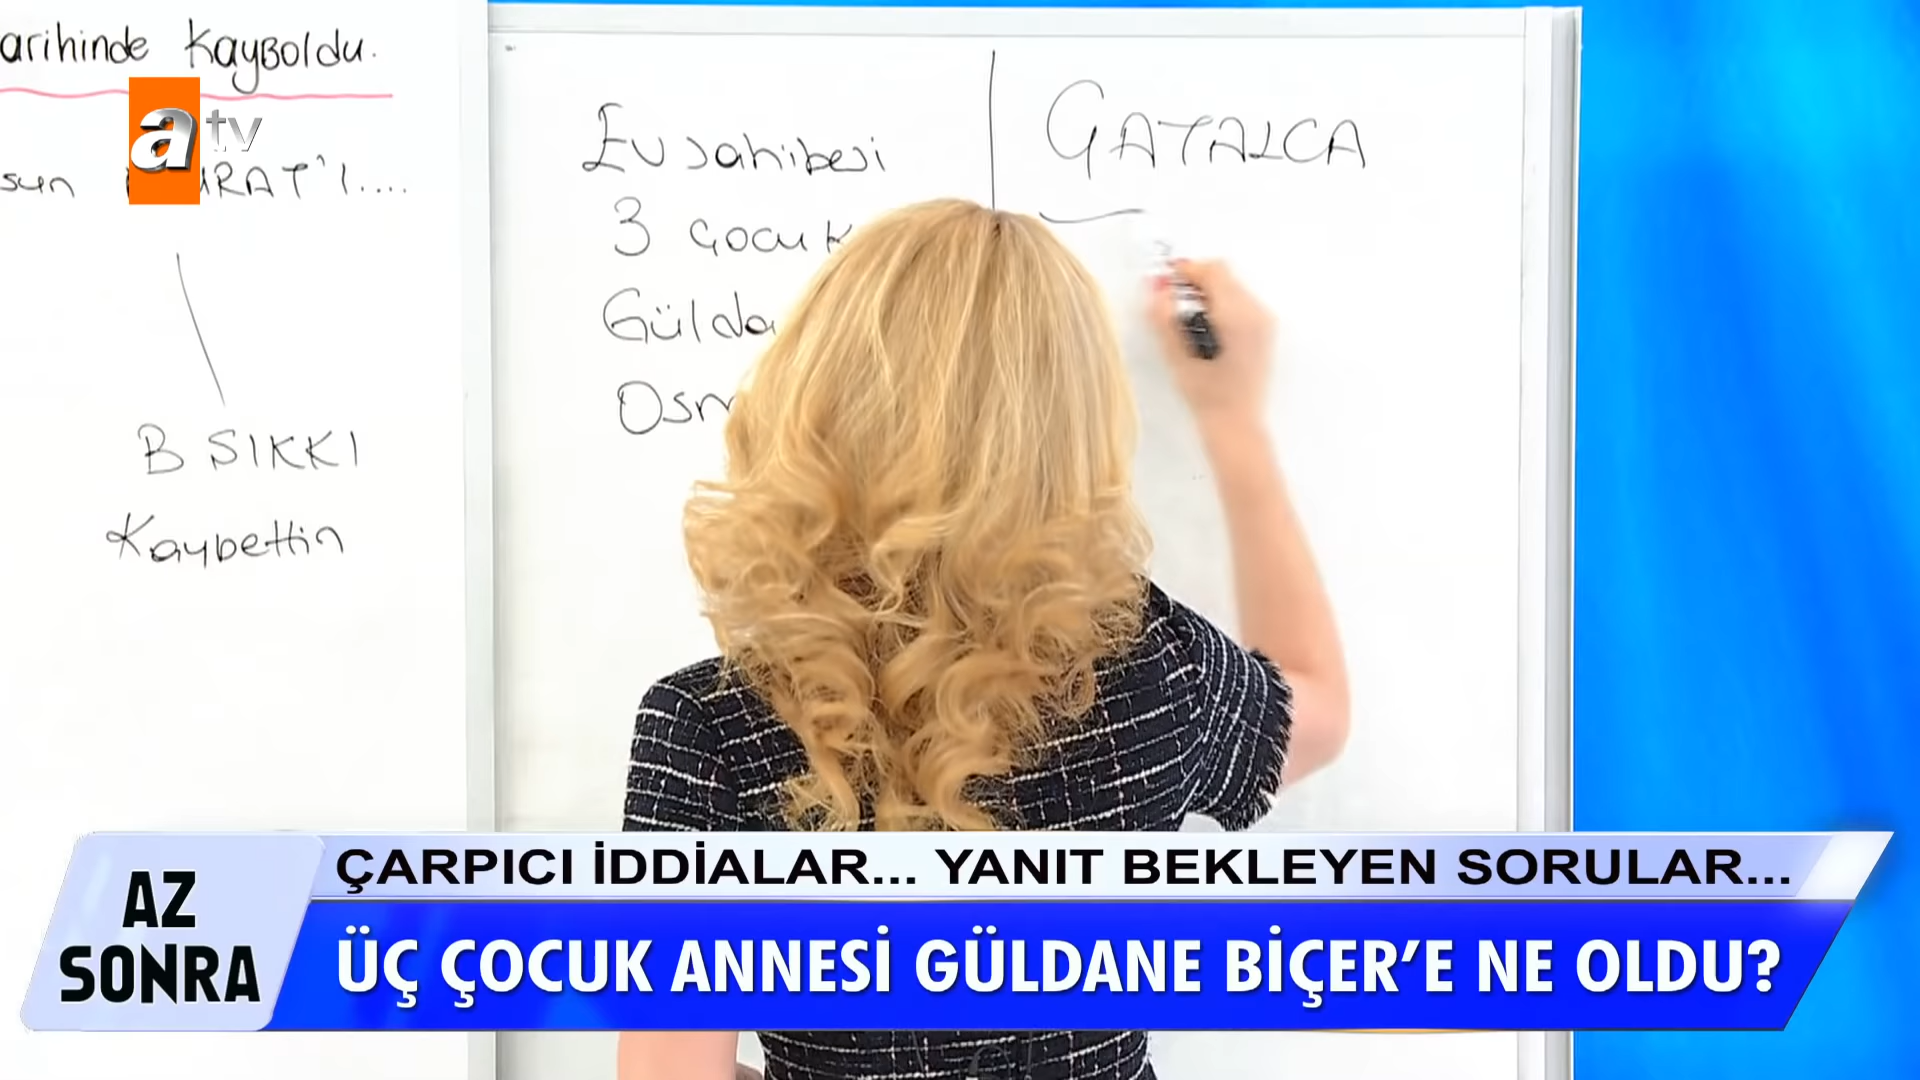 arihinde Kayboldu.
atv
sun
B SIKKI
Kaybettin
Ev sahibesi
3 çocuk
Gülda
Osm
ÇATALCA
AZ SONRA
ÇARPICI İDDİALAR... YANIT BEKLEYEN SORULAR...
ÜÇ ÇOCUK ANNESİ GÜLDANE BİÇER'E NE OLDU?